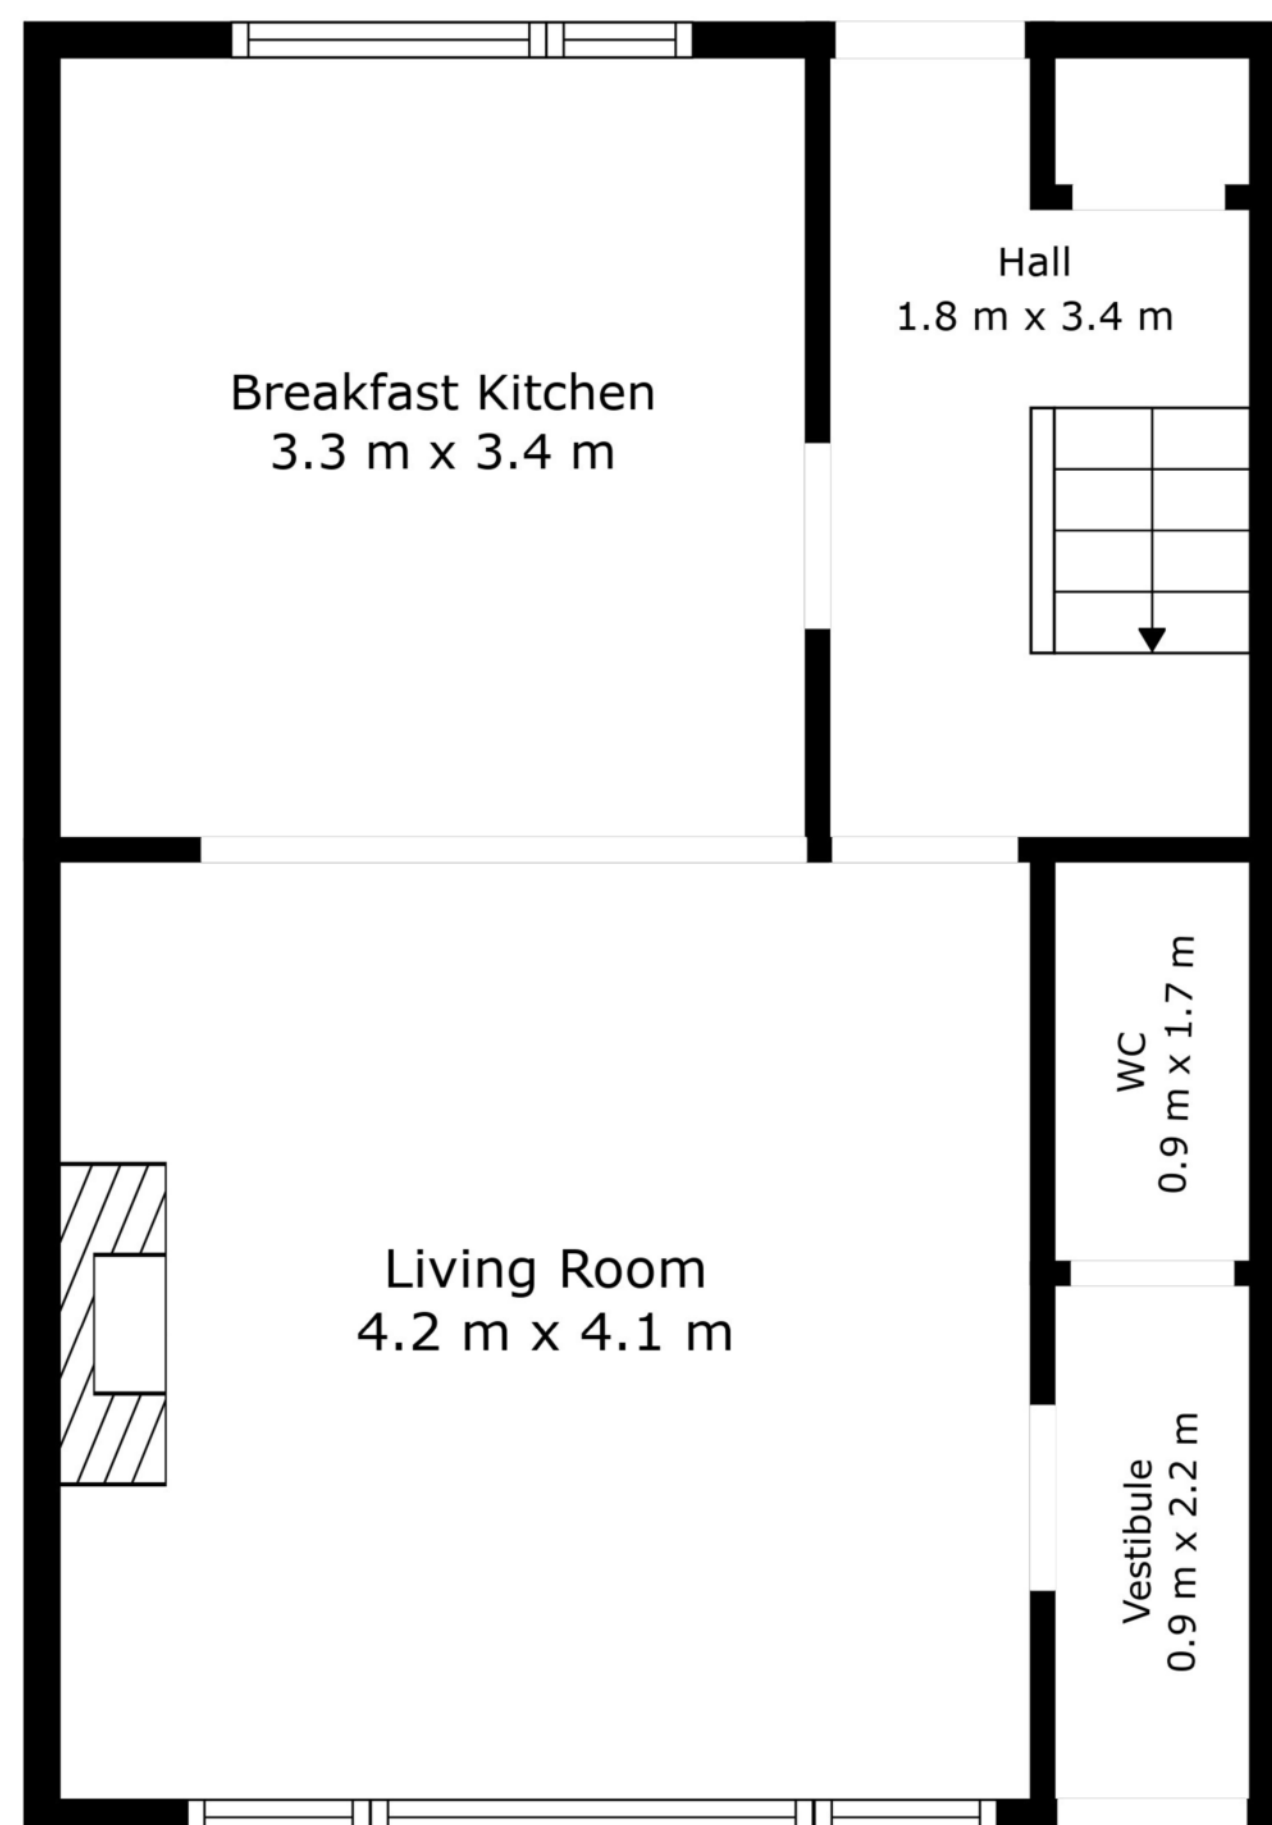 Hall
1.8 m x 3.4 m
Breakfast Kitchen
3.3 m x 3.4 m
WC
0.9 m x 1.7 m
Living Room
4.2 m x 4.1 m
Vestibule
0.9 m x 2.2 m